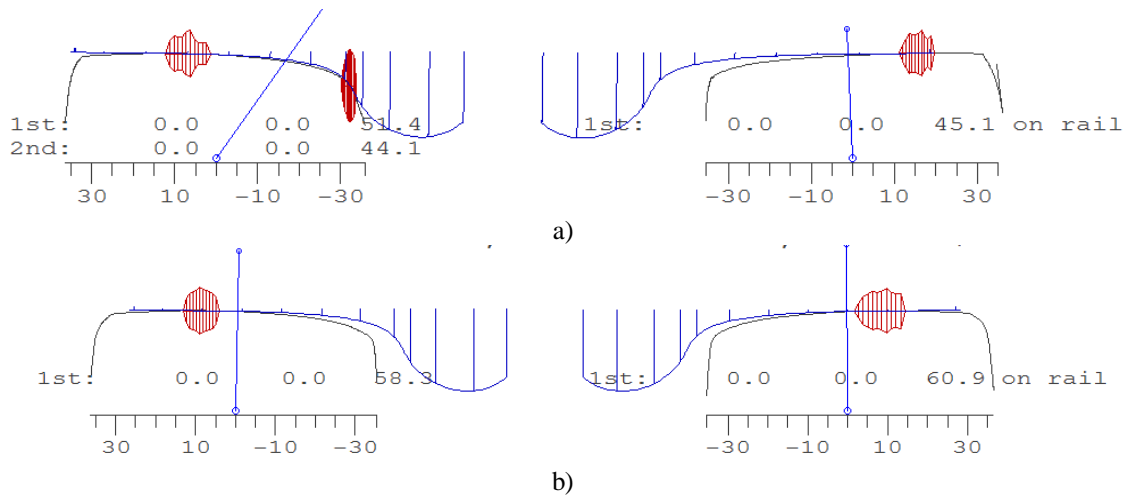 1st: 0.0 0.0 51.4
2nd: 0.0 0.0 44.1
30 10 -10 -30
1st: 0.0 0.0 45.1 on rail
-30 -10 10 30
a)
1st: 0.0 0.0 58.3
30 10 -10 -30
1st: 0.0 0.0 60.9 on rail
-30 -10 10 30
b)